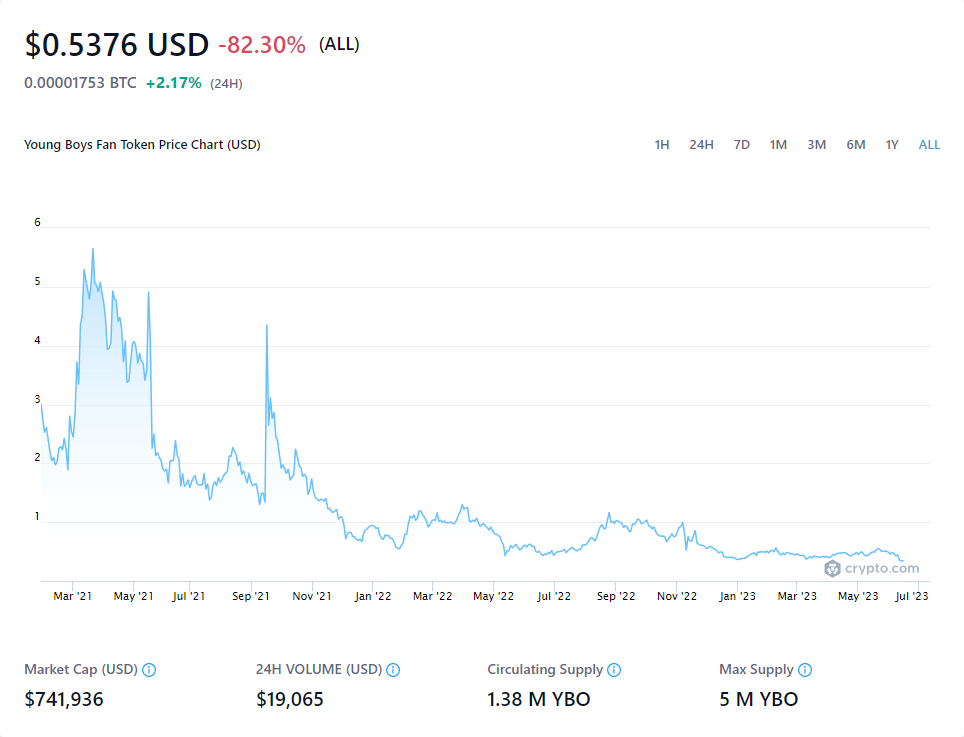 $0.5376 USD -82.30% (ALL)
0.00001753 BTC +2.17% (24H)
Young Boys Fan Token Price Chart (USD) 1H 24H 7D 1M 3M 6M 1Y ALL
6
5
4
3
2
1
crypto.com
Mar '21 May '21 Jul '21 Sep '21 Nov '21 Jan '22 Mar '22 May '22 Jul '22 Sep '22 Nov '22 Jan '23 Mar '23 May '23 Jul '23
Market Cap (USD) 24H VOLUME (USD) Circulating Supply Max Supply
$741,936 $19,065 1.38 M YBO 5 M YBO